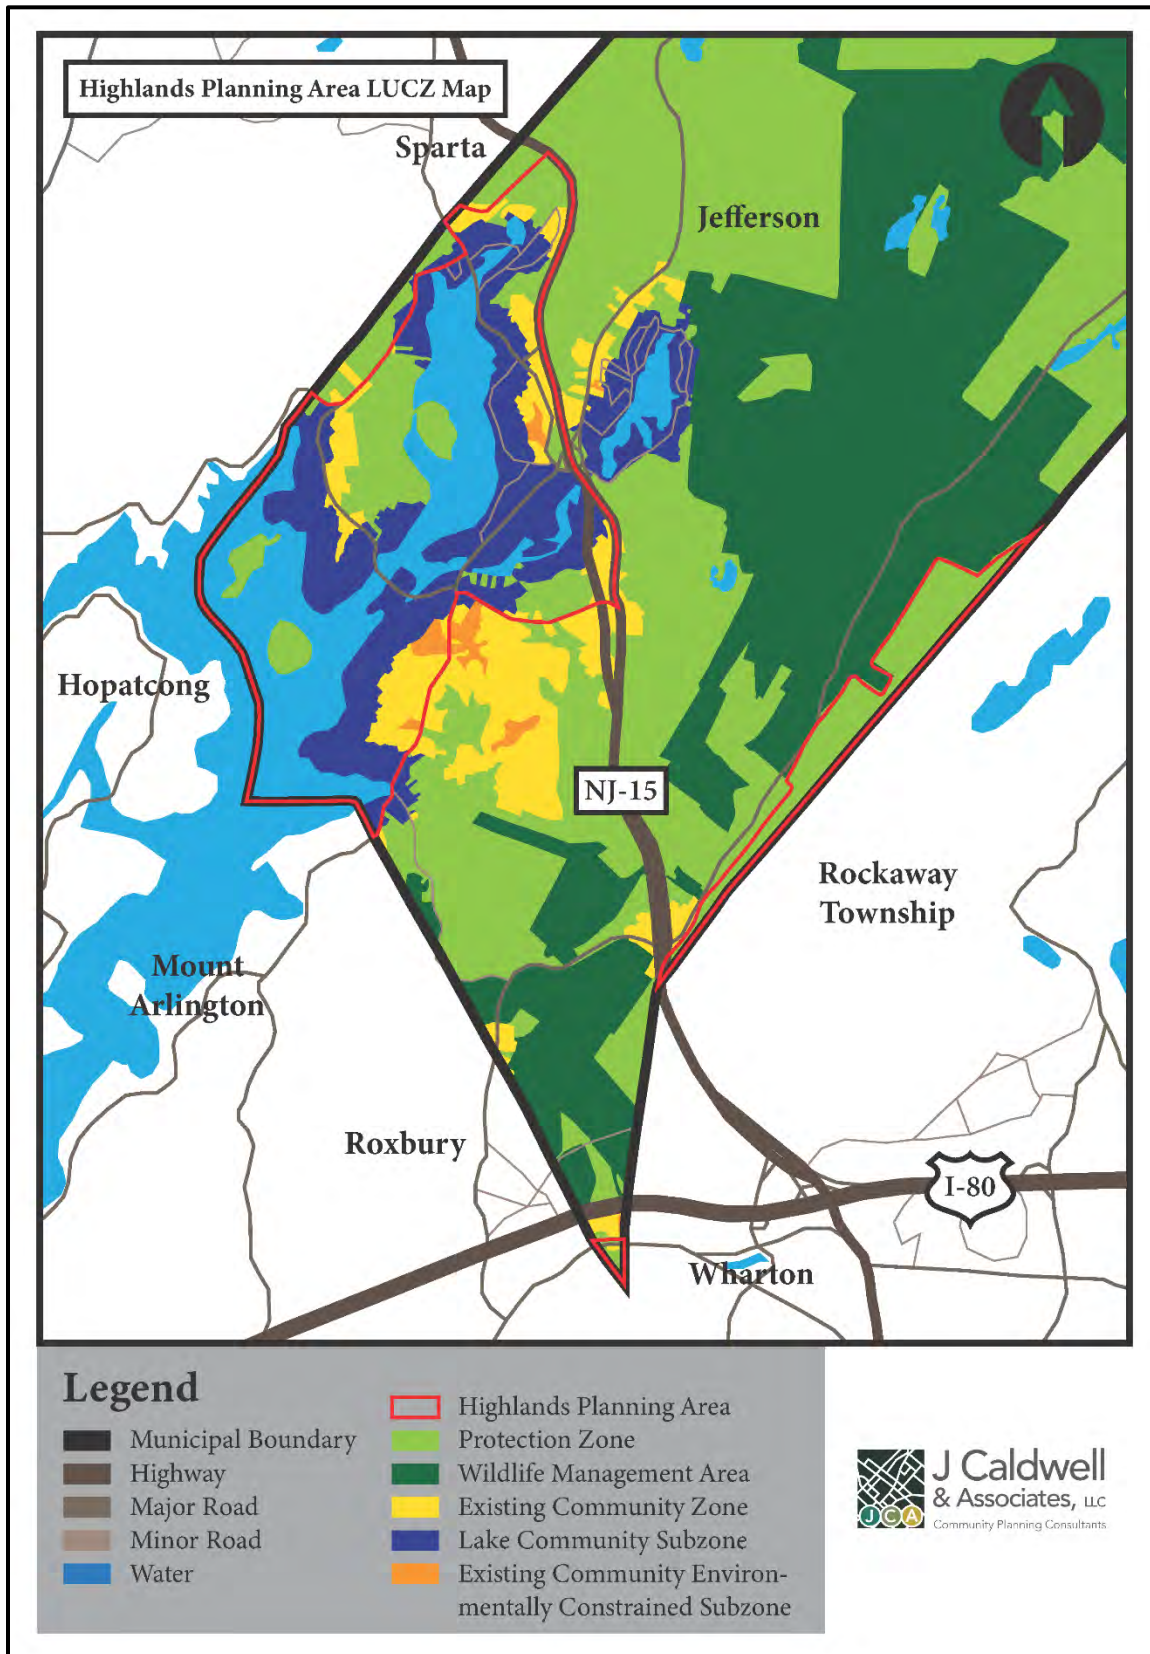 Highlands Planning Area LUCZ Map
Sparta
Jefferson
Hopatcong
NJ-15
Rockaway
Township
Mount
Arlington
Roxbury
I-80
Wharton
Legend
Municipal Boundary
Highway
Major Road
Minor Road
Water
Highlands Planning Area
Protection Zone
Wildlife Management Area
Existing Community Zone
Lake Community Subzone
Existing Community Environ-
mentally Constrained Subzone
JCA
J Caldwell
& Associates, LLC
Community Planning Consultants